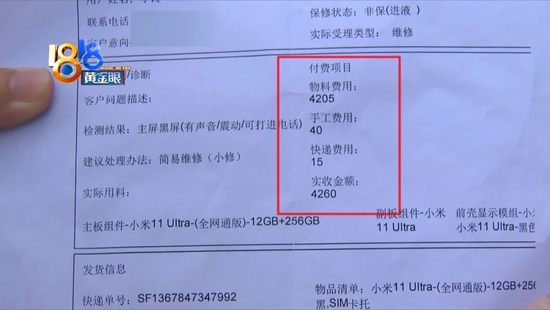 保修状态：非保(进液)
联系电话：
实际受理类型：维修
客户意向
1818
黄金眼
/诊断
付费项目
客户问题描述：
物料费用：
4205
检测结果：主屏黑屏(有声音/震动/可打进电话)
手工费用：
40
建议处理办法：简易维修（小修）
快递费用：
15
实际用料：
实收金额：
4260
主板组件-小米11 Ultra-(全网通版)-12GB+256GB
副板组件-小米11 Ultra
前壳显示模组-小
米11 Ultra-黑色
发货信息
快递单号：SF1367847347992
物品清单：小米11 Ultra-(全网通版)-12GB+256
黑,SIM卡托